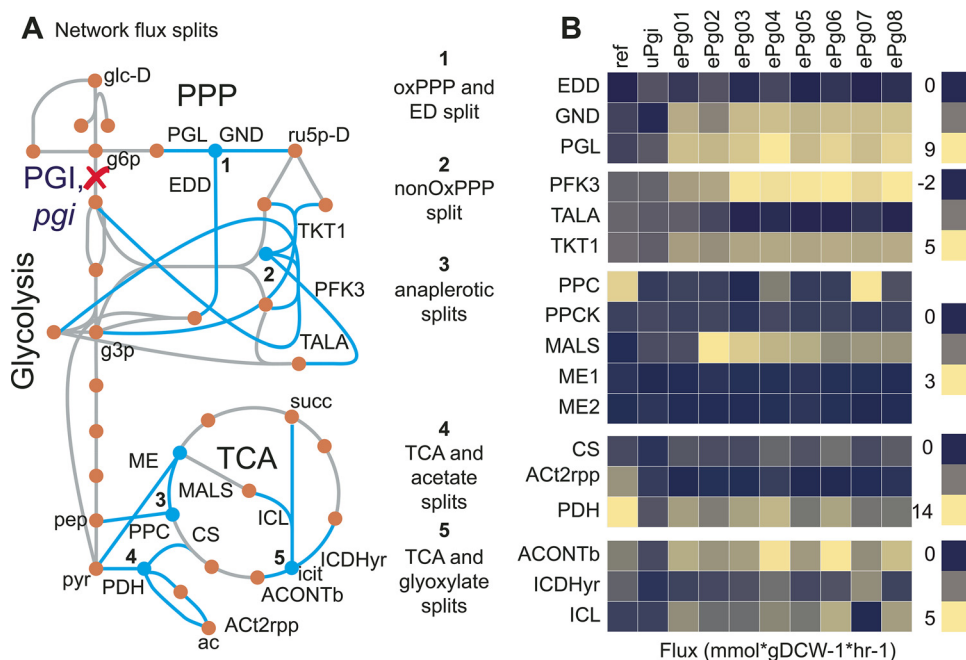 A Network flux splits
glc-D
PPP
PGL GND
ru5p-D
g6p
1
PGI,
pgi
EDD
TKT1
2
PFK3
TALA
Glycolysis
g3p
succ
ME
TCA
MALS
3
ICL
pep
PPC
CS
4
5
ICDHyr
pyr
PDH
icit
ACONTb
ACt2rpp
ac
1
oxPPP and
ED split
2
nonOxPPP
split
3
anaplerotic
splits
4
TCA and
acetate
splits
5
TCA and
glyoxylate
splits
B
ref uPgi ePg01 ePg02 ePg03 ePg04 ePg05 ePg06 ePg07 ePg08
EDD 0
GND
PGL 9
PFK3 -2
TALA
TKT1 5
PPC
PPCK 0
MALS
ME1 3
ME2
CS 0
ACt2rpp
PDH 14
ACONTb 0
ICDHyr
ICL 5
Flux (mmol*gDCW-1*hr-1)